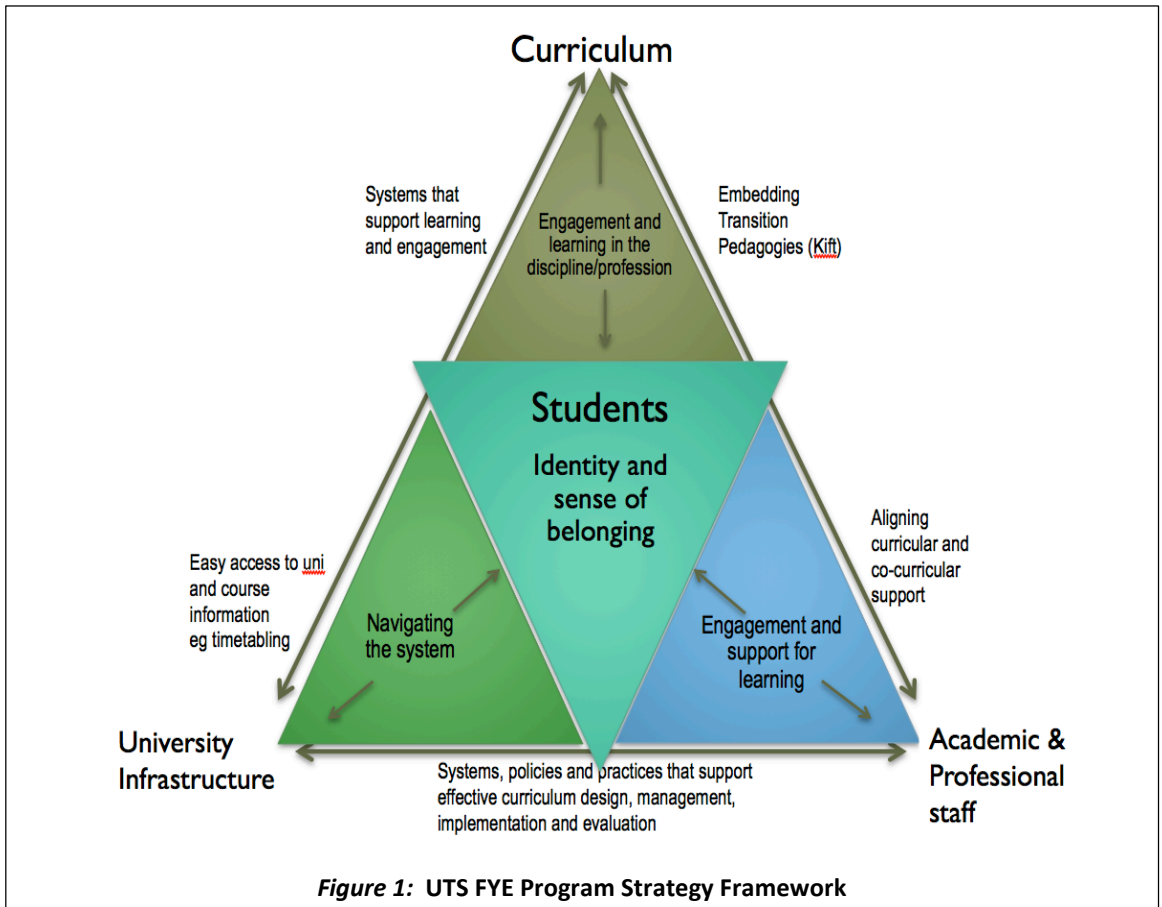 Curriculum
Systems that
support learning
and engagement
Embedding
Transition
Pedagogies (Kift)
Engagement and
learning in the
discipline/profession
Students
Identity and
sense of
belonging
Easy access to uni
and course
information
eg timetabling
Navigating
the system
Engagement and
support for
learning
Aligning
curricular and
co-curricular
support
University
Infrastructure
Academic &
Professional
staff
Systems, policies and practices that support
effective curriculum design, management,
implementation and evaluation
Figure 1: UTS FYE Program Strategy Framework